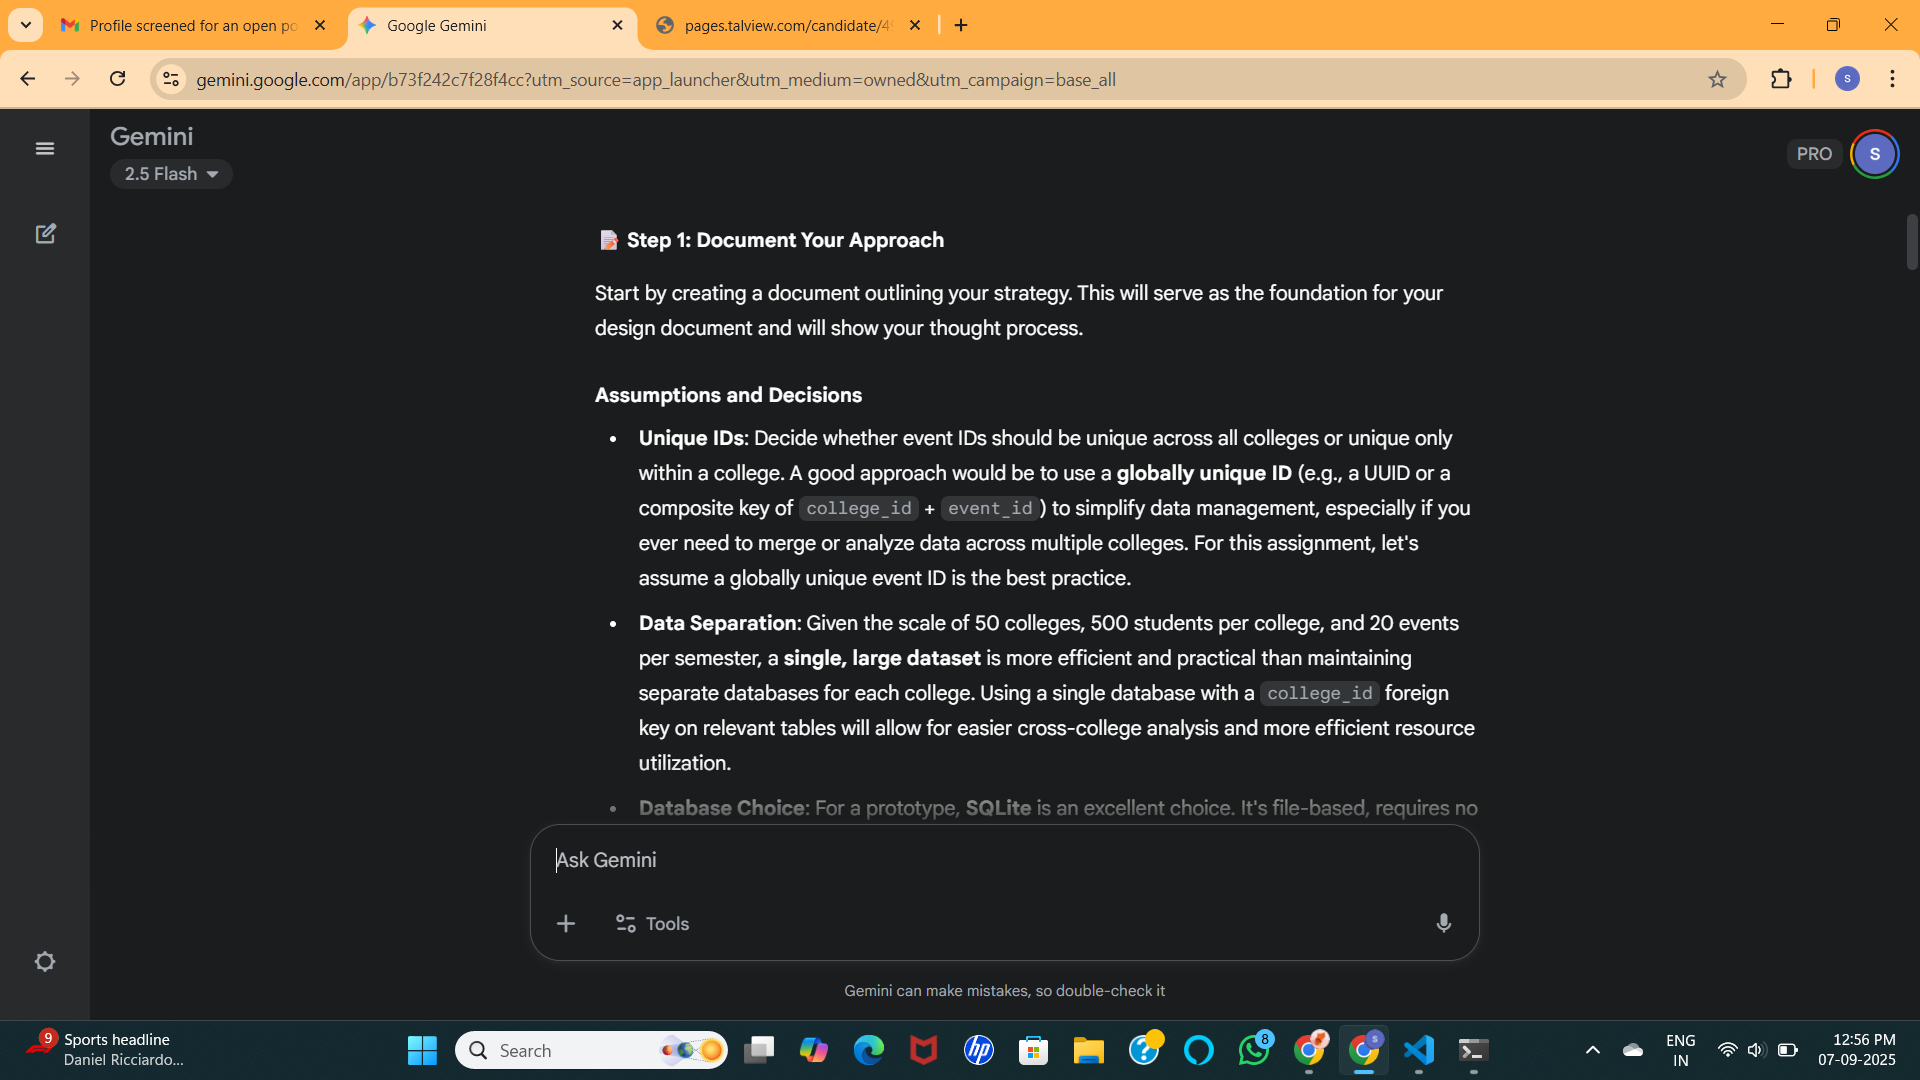 Profile screened for an open po
Google Gemini
pages.talview.com/candidate/4
gemini.google.com/app/b73f242c7f28f4cc?utm_source=app_launcher&utm_medium=owned&utm_campaign=base_all
S
Gemini
2.5 Flash
PRO
S
Step 1: Document Your Approach
Start by creating a document outlining your strategy. This will serve as the foundation for your
design document and will show your thought process.
Assumptions and Decisions
• Unique IDs: Decide whether event IDs should be unique across all colleges or unique only
within a college. A good approach would be to use a globally unique ID (e.g., a UUID or a
composite key of college_id + event_id) to simplify data management, especially if you
ever need to merge or analyze data across multiple colleges. For this assignment, let's
assume a globally unique event ID is the best practice.
• Data Separation: Given the scale of 50 colleges, 500 students per college, and 20 events
per semester, a single, large dataset is more efficient and practical than maintaining
separate databases for each college. Using a single database with a college_id foreign
key on relevant tables will allow for easier cross-college analysis and more efficient resource
utilization.
• Database Choice: For a prototype, SQLite is an excellent choice. It's file-based, requires no
Ask Gemini
Tools
Gemini can make mistakes, so double-check it
9
Sports headline
Daniel Ricciardo...
Search
hp
8
S
ENG
IN
12:56 PM
07-09-2025